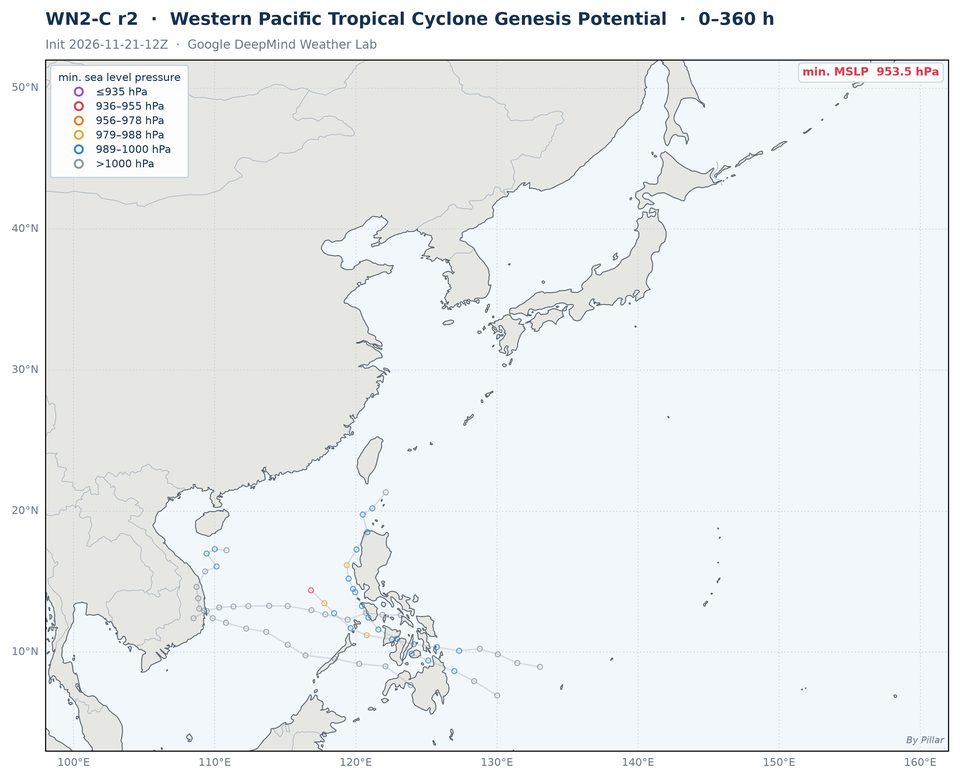 WN2-C r2 · Western Pacific Tropical Cyclone Genesis Potential · 0–360 h
Init 2026-11-21-12Z · Google DeepMind Weather Lab
min. sea level pressure
≤935 hPa
936–955 hPa
956–978 hPa
979–988 hPa
989–1000 hPa
>1000 hPa
min. MSLP 953.5 hPa
50°N
40°N
30°N
20°N
10°N
By Pillar
100°E 110°E 120°E 130°E 140°E 150°E 160°E